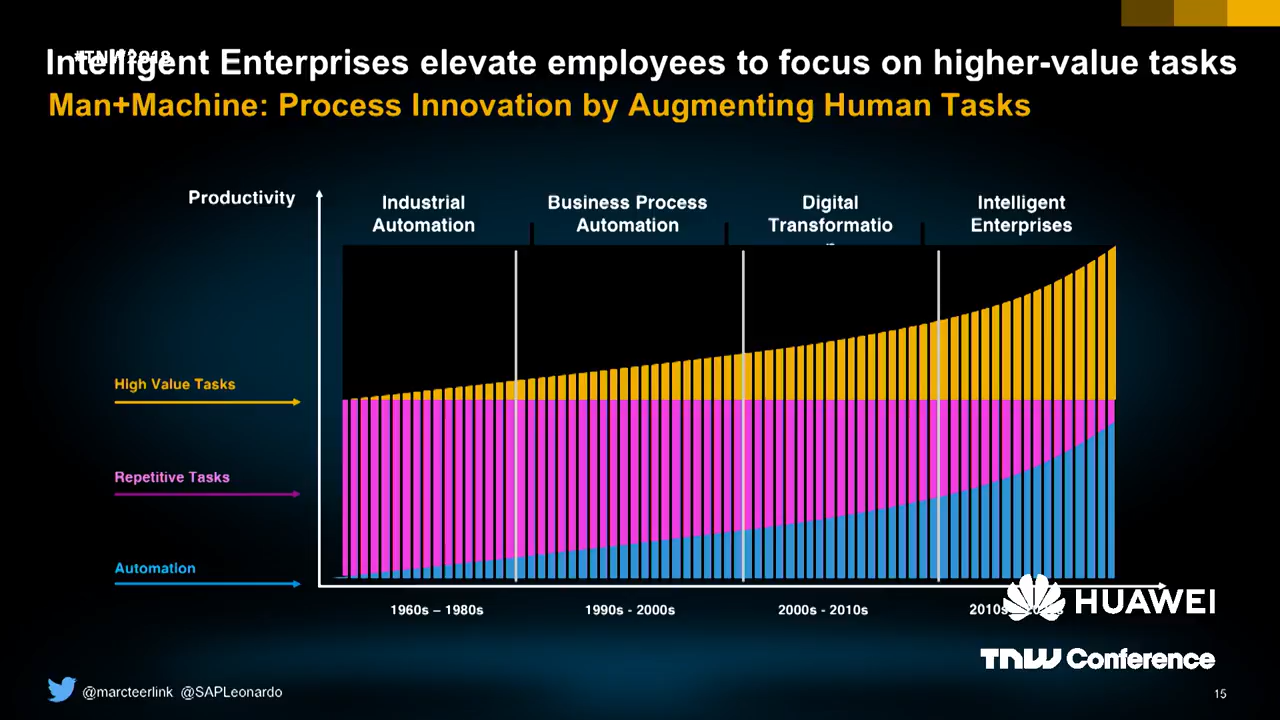 #TNW2018
Intelligent Enterprises elevate employees to focus on higher-value tasks
Man+Machine: Process Innovation by Augmenting Human Tasks
Productivity
Industrial
Automation
Business Process
Automation
Digital
Transformatio
n
Intelligent
Enterprises
High Value Tasks
Repetitive Tasks
Automation
1960s – 1980s
1990s - 2000s
2000s - 2010s
2010s
HUAWEI
TNW Conference
@marcteerlink @SAPLeonardo
15